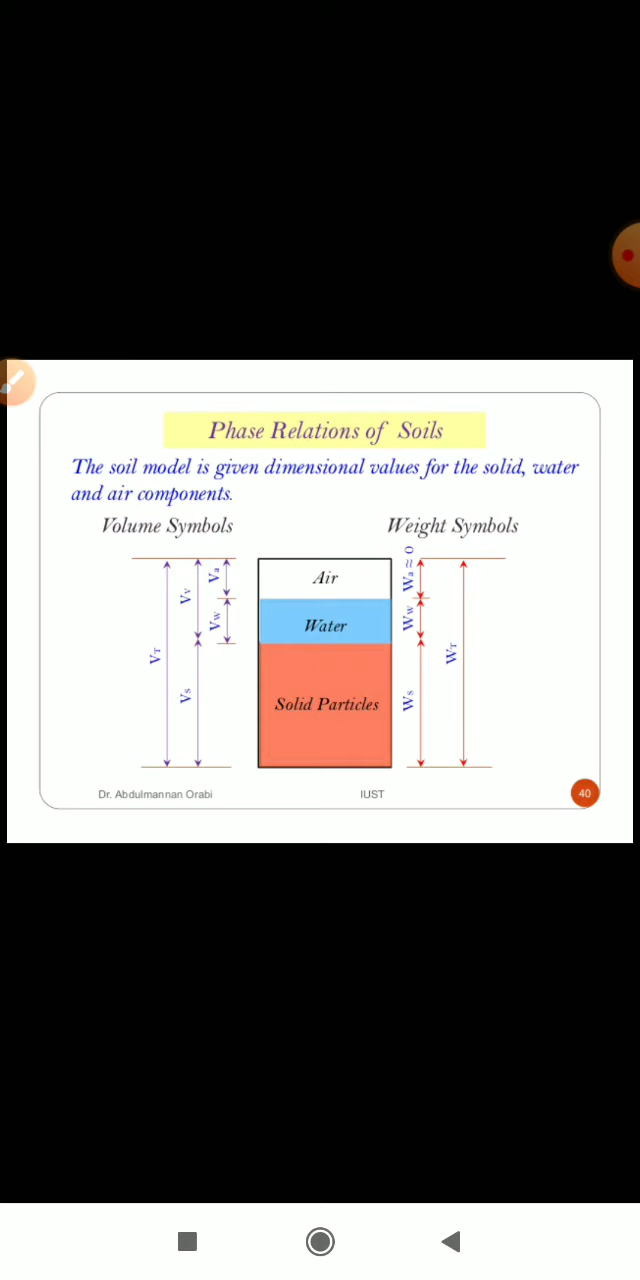 Phase Relations of Soils
The soil model is given dimensional values for the solid, water
and air components.
Volume Symbols
Weight Symbols
VT
Vv
Vs
Va
Vw
Air
Water
Solid Particles
Wa ≈ 0
Ww
Ws
WT
Dr. Abdulmannan Orabi
IUST
40